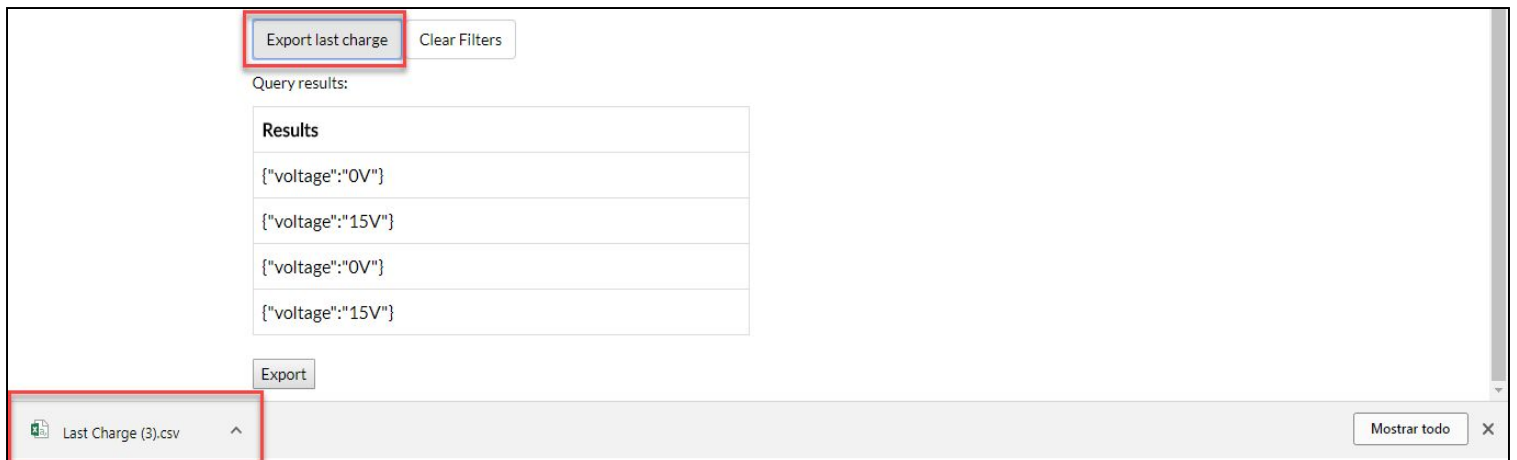 Export last charge Clear Filters
Query results:
Results
{"voltage":"0V"}
{"voltage":"15V"}
{"voltage":"0V"}
{"voltage":"15V"}
Export
Last Charge (3).csv Mostrar todo